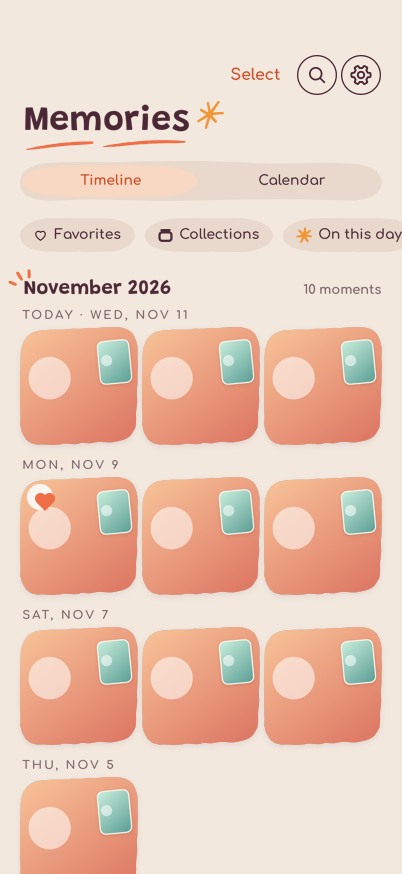 Select
Memories
Timeline
Calendar
Favorites
Collections
On this day
November 2026
10 moments
TODAY · WED, NOV 11
MON, NOV 9
SAT, NOV 7
THU, NOV 5